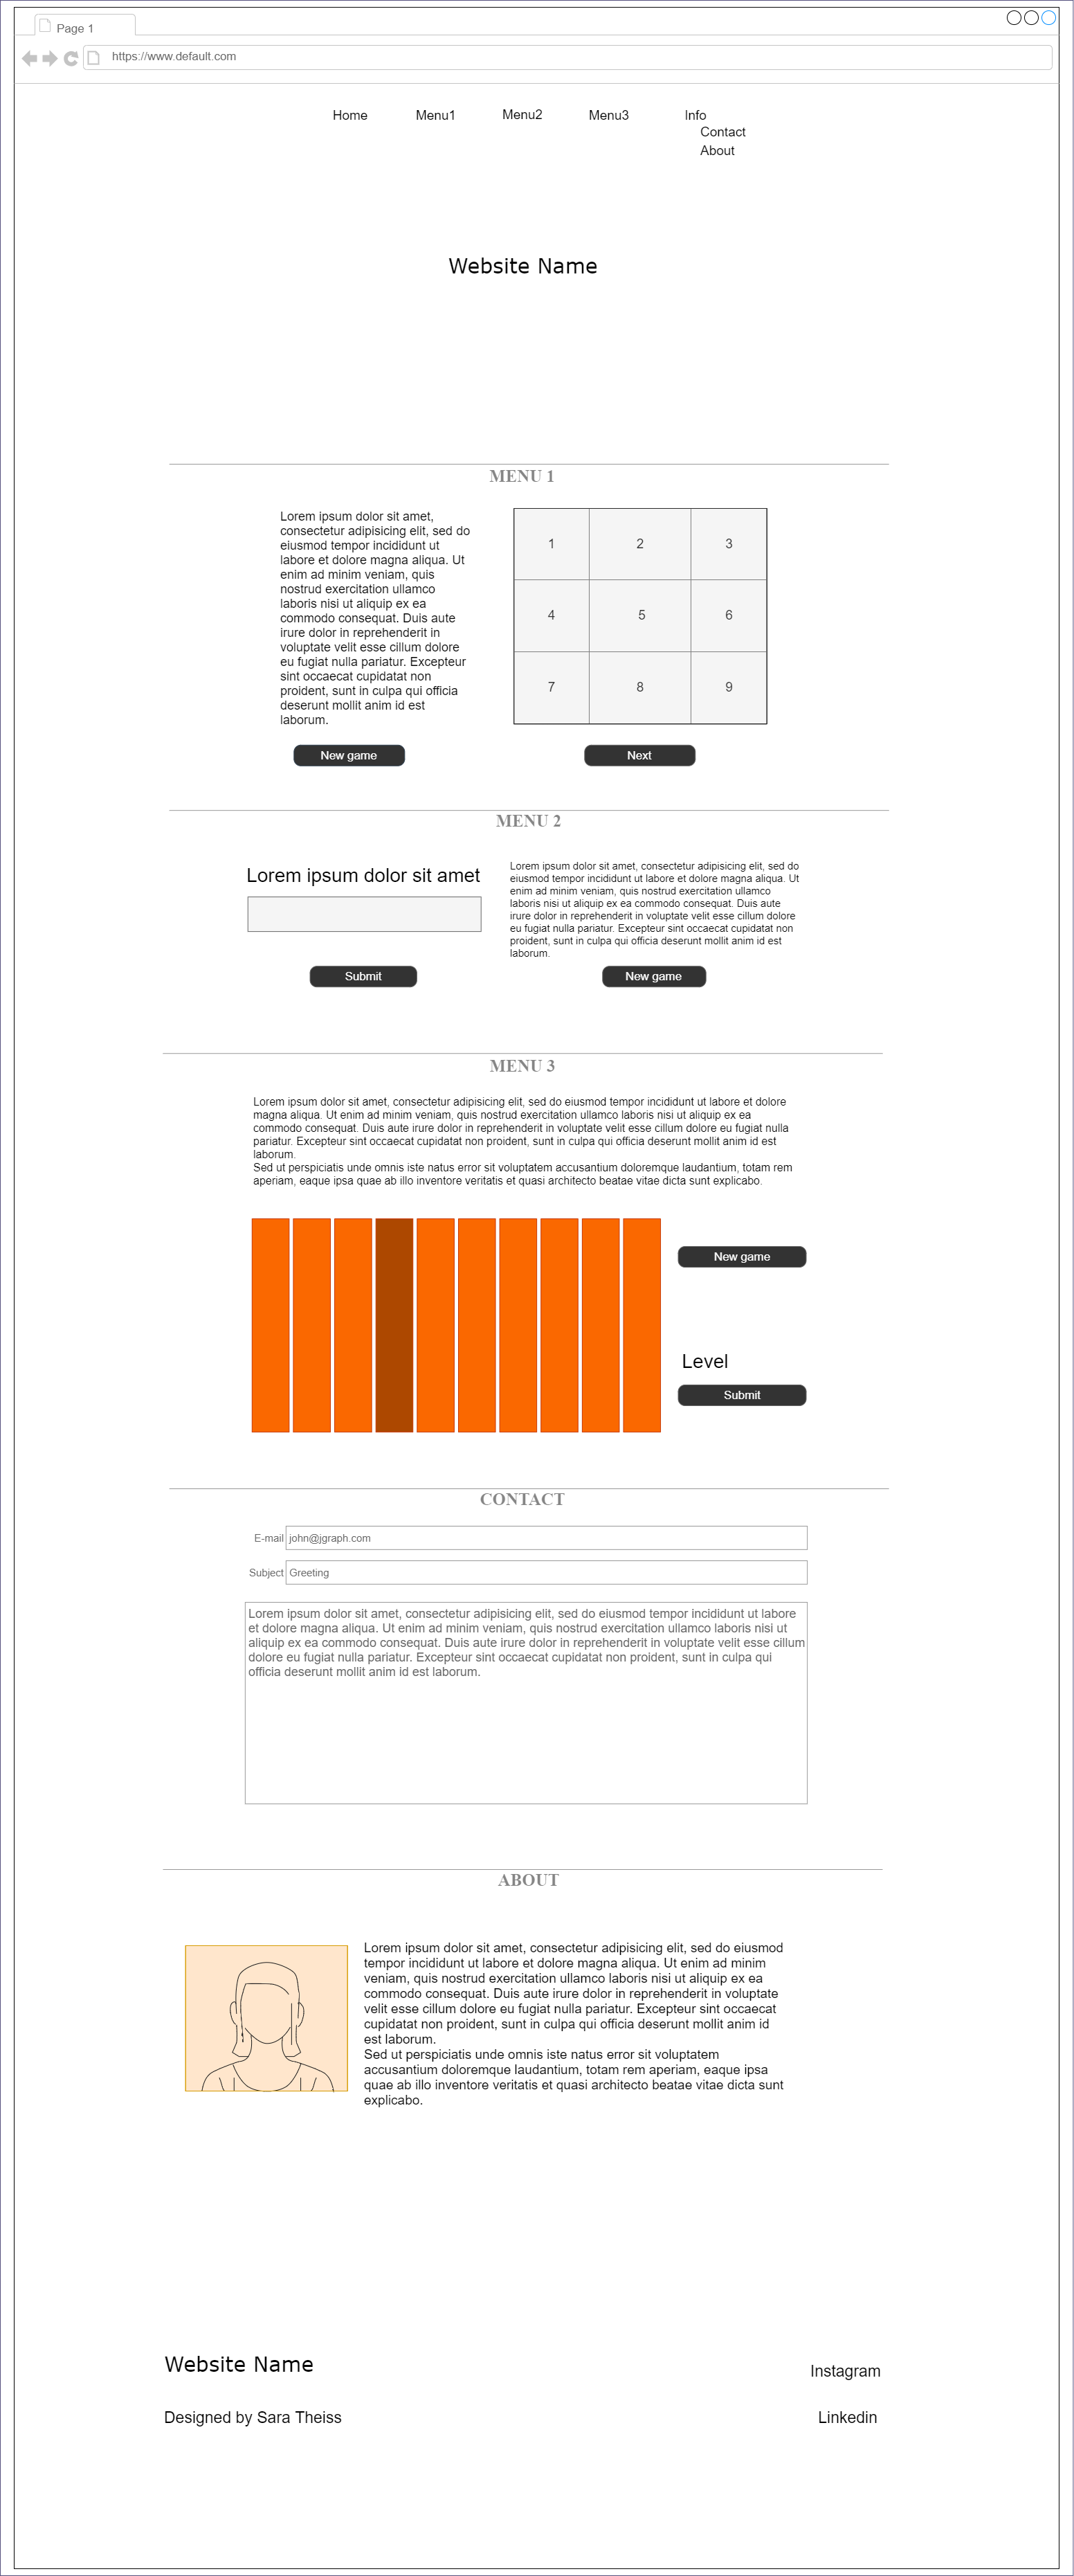 Page 1
https://www.default.com
Home Menu1 Menu2 Menu3 Info
Contact
About
Website Name
MENU 1
Lorem ipsum dolor sit amet,
consectetur adipisicing elit, sed do
eiusmod tempor incididunt ut
labore et dolore magna aliqua. Ut
enim ad minim veniam, quis
nostrud exercitation ullamco
laboris nisi ut aliquip ex ea
commodo consequat. Duis aute
irure dolor in reprehenderit in
voluptate velit esse cillum dolore
eu fugiat nulla pariatur. Excepteur
sint occaecat cupidatat non
proident, sunt in culpa qui officia
deserunt mollit anim id est
laborum.
1 2 3
4 5 6
7 8 9
New game
Next
MENU 2
Lorem ipsum dolor sit amet
Submit
Lorem ipsum dolor sit amet, consectetur adipisicing elit, sed do
eiusmod tempor incididunt ut labore et dolore magna aliqua. Ut
enim ad minim veniam, quis nostrud exercitation ullamco
laboris nisi ut aliquip ex ea commodo consequat. Duis aute
irure dolor in reprehenderit in voluptate velit esse cillum dolore
eu fugiat nulla pariatur. Excepteur sint occaecat cupidatat non
proident, sunt in culpa qui officia deserunt mollit anim id est
laborum.
New game
MENU 3
Lorem ipsum dolor sit amet, consectetur adipisicing elit, sed do eiusmod tempor incididunt ut labore et dolore
magna aliqua. Ut enim ad minim veniam, quis nostrud exercitation ullamco laboris nisi ut aliquip ex ea
commodo consequat. Duis aute irure dolor in reprehenderit in voluptate velit esse cillum dolore eu fugiat nulla
pariatur. Excepteur sint occaecat cupidatat non proident, sunt in culpa qui officia deserunt mollit anim id est
laborum.
Sed ut perspiciatis unde omnis iste natus error sit voluptatem accusantium doloremque laudantium, totam rem
aperiam, eaque ipsa quae ab illo inventore veritatis et quasi architecto beatae vitae dicta sunt explicabo.
New game
Level
Submit
CONTACT
E-mail john@jgraph.com
Subject Greeting
Lorem ipsum dolor sit amet, consectetur adipisicing elit, sed do eiusmod tempor incididunt ut labore
et dolore magna aliqua. Ut enim ad minim veniam, quis nostrud exercitation ullamco laboris nisi ut
aliquip ex ea commodo consequat. Duis aute irure dolor in reprehenderit in voluptate velit esse cillum
dolore eu fugiat nulla pariatur. Excepteur sint occaecat cupidatat non proident, sunt in culpa qui
officia deserunt mollit anim id est laborum.
ABOUT
Lorem ipsum dolor sit amet, consectetur adipisicing elit, sed do eiusmod
tempor incididunt ut labore et dolore magna aliqua. Ut enim ad minim
veniam, quis nostrud exercitation ullamco laboris nisi ut aliquip ex ea
commodo consequat. Duis aute irure dolor in reprehenderit in voluptate
velit esse cillum dolore eu fugiat nulla pariatur. Excepteur sint occaecat
cupidatat non proident, sunt in culpa qui officia deserunt mollit anim id
est laborum.
Sed ut perspiciatis unde omnis iste natus error sit voluptatem
accusantium doloremque laudantium, totam rem aperiam, eaque ipsa
quae ab illo inventore veritatis et quasi architecto beatae vitae dicta sunt
explicabo.
Website Name
Instagram
Designed by Sara Theiss
Linkedin